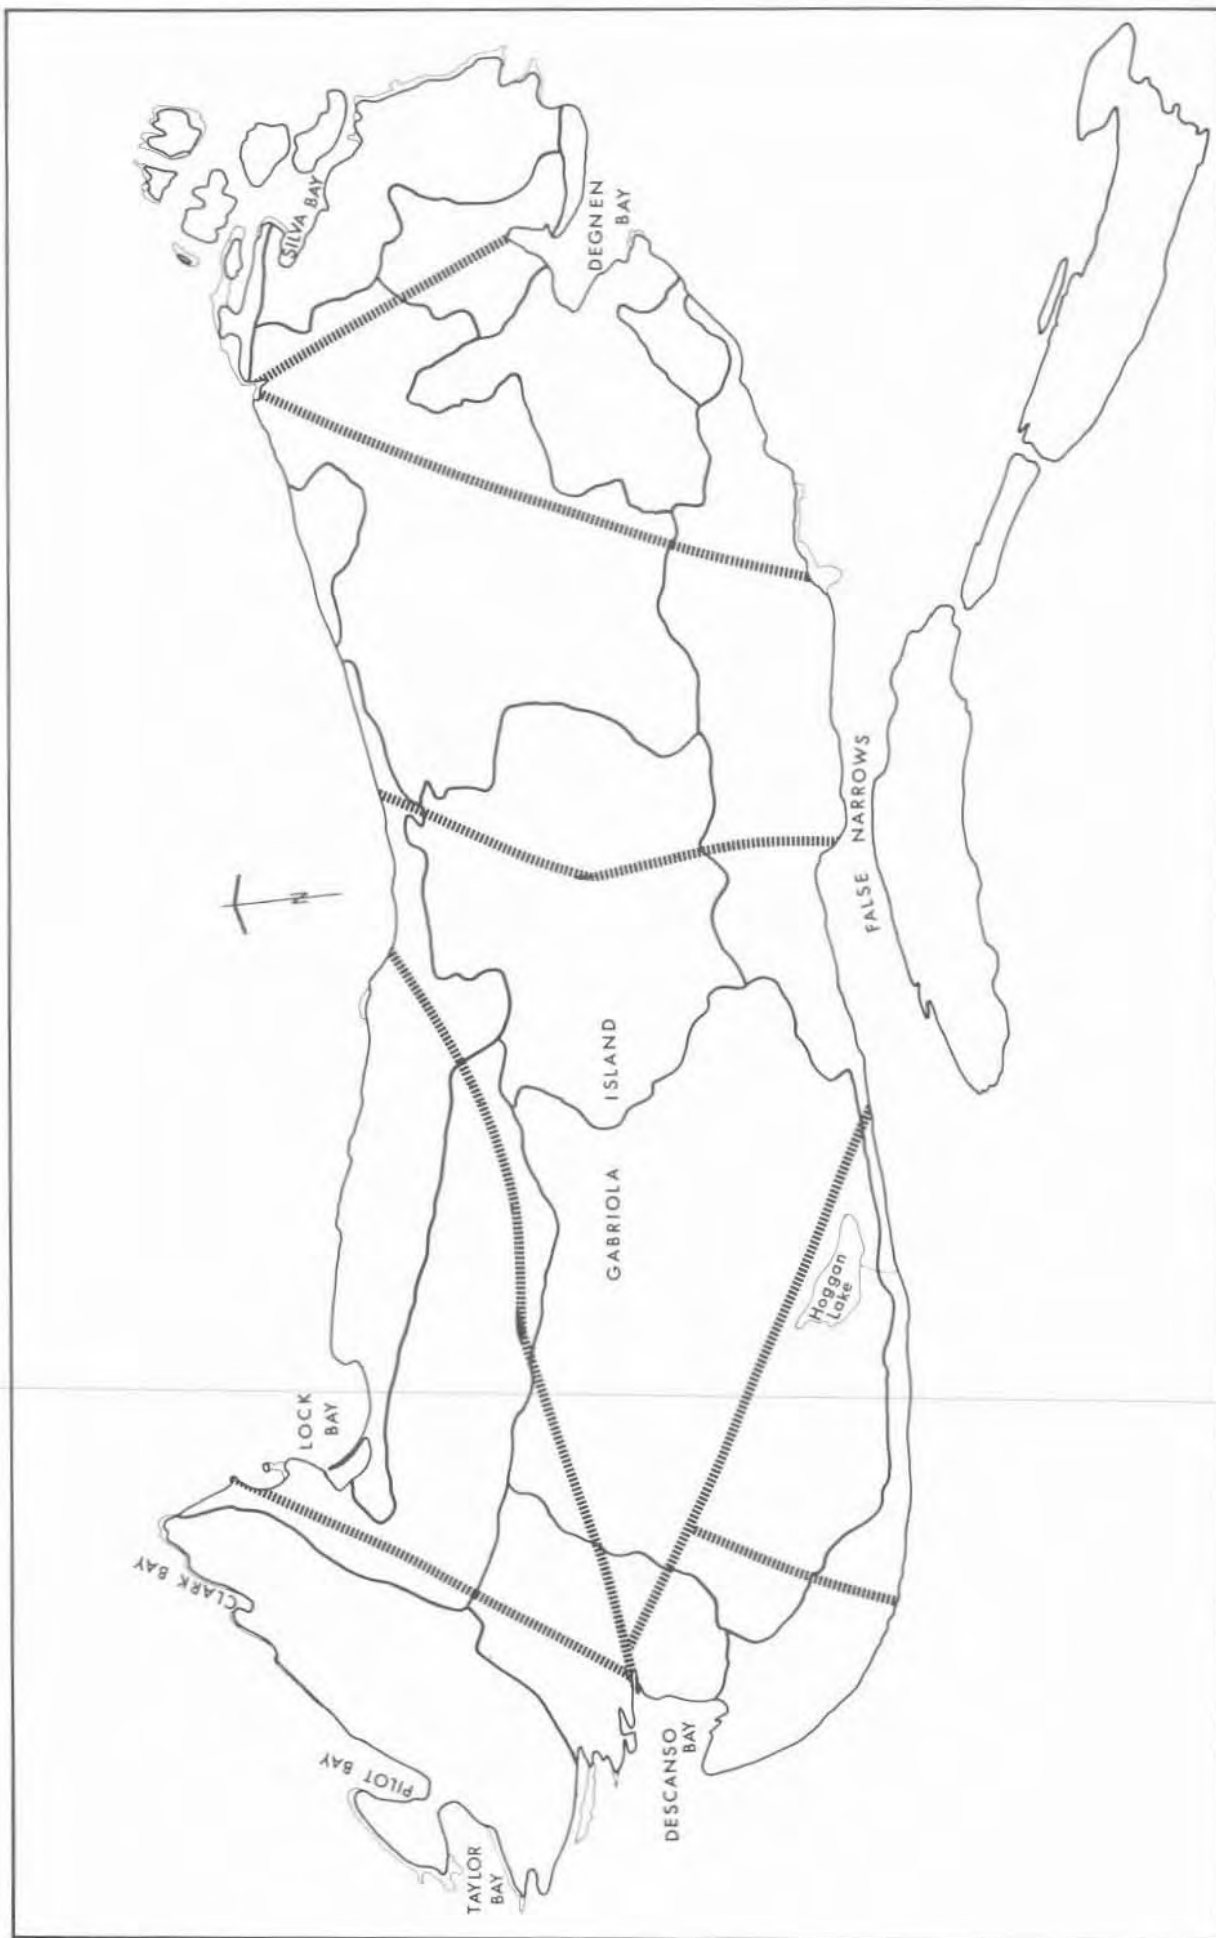 SILVA BAY
DEGNEN
BAY
N
FALSE NARROWS
GABRIOLA ISLAND
Hoggan
Lake
LOCK
BAY
CLARK BAY
PILOT BAY
TAYLOR
BAY
DESCANSO
BAY